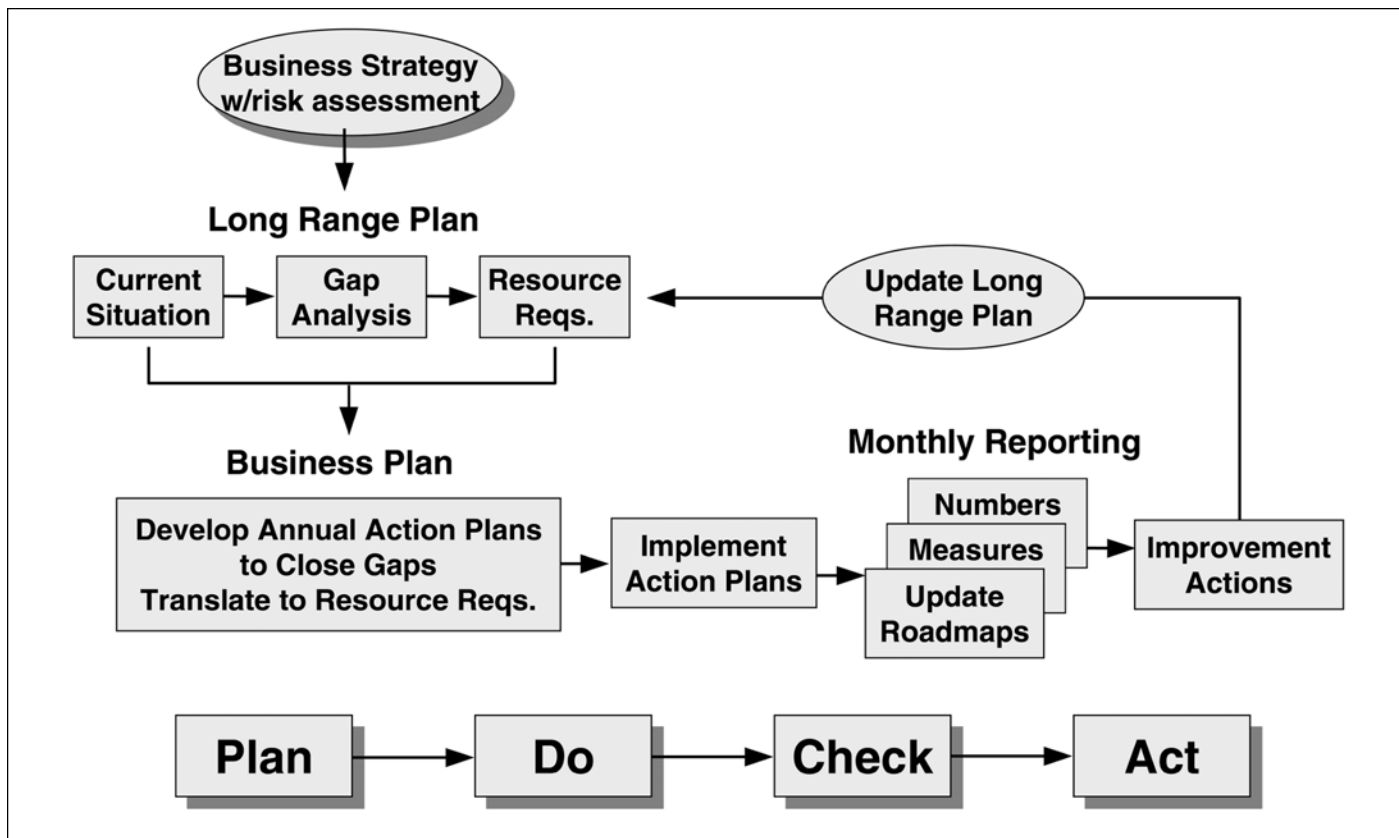 Business Strategy
w/risk assessment
Long Range Plan
Current
Situation
Gap
Analysis
Resource
Reqs.
Update Long
Range Plan
Business Plan
Develop Annual Action Plans
to Close Gaps
Translate to Resource Reqs.
Implement
Action Plans
Monthly Reporting
Numbers
Measures
Update
Roadmaps
Improvement
Actions
Plan
Do
Check
Act